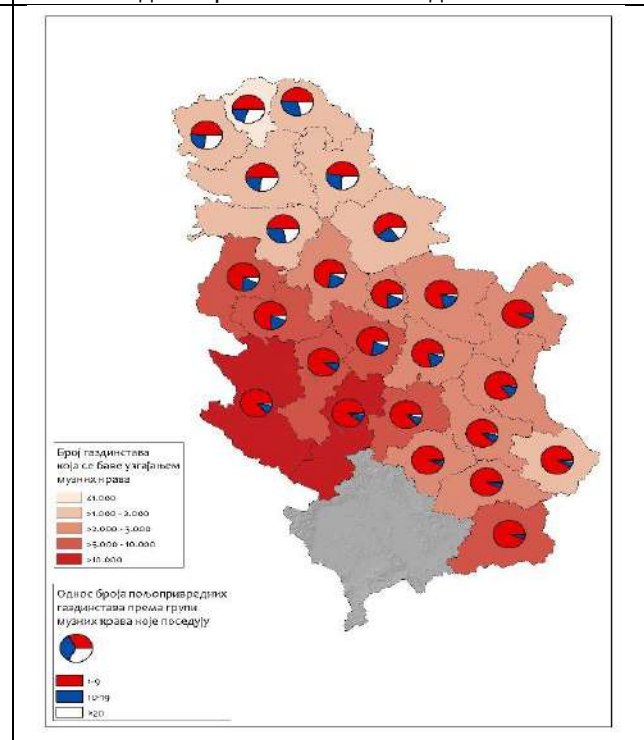 Број газдинстава
која се баве узгајањем
музних крава
<1.000
>1.000 - 2.000
>2.000 - 3.000
>5.000 - 10.000
>10.000
Однос броја пољопривредних
газдинстава према групи
музних крава које поседују
1-9
10-19
>20